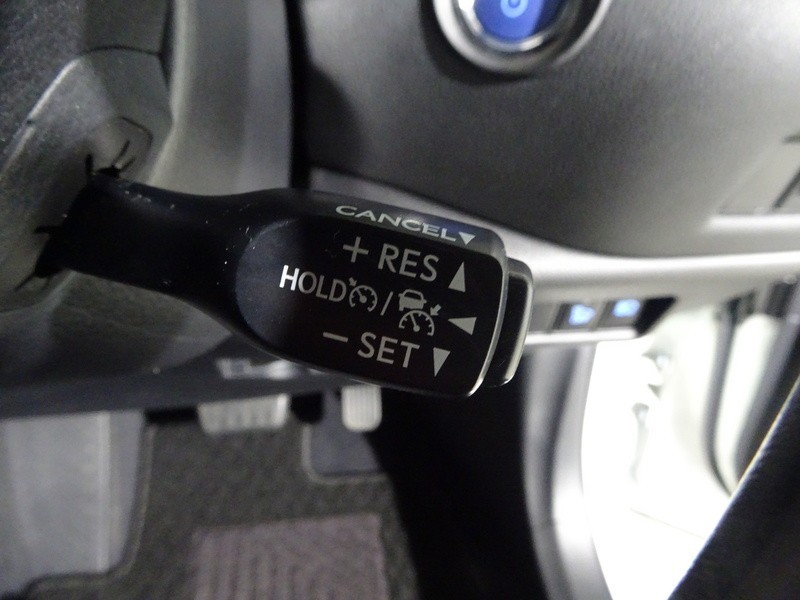 CANCEL▼
+ RES ▲
HOLD / ◀
− SET ▼